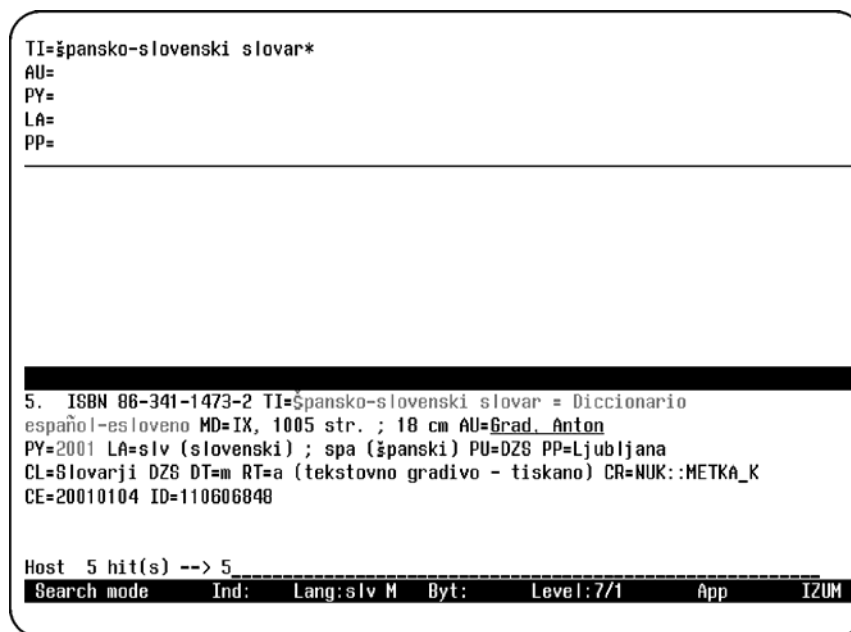 TI=špansko-slovenski slovar*
AU=
PY=
LA=
PP=
5. ISBN 86-341-1473-2 TI=Špansko-slovenski slovar = Diccionario
español-esloveno MD=IX, 1005 str. ; 18 cm AU=Grad, Anton
PY=2001 LA=slv (slovenski) ; spa (španski) PU=DZS PP=Ljubljana
CL=Slovarji DZS DT=m RT=a (tekstovno gradivo - tiskano) CR=NUK::METKA_K
CE=20010104 ID=110606848
Host 5 hit(s) --> 5
Search mode Ind: Lang:slv M Byt: Level:7/1 App IZUM